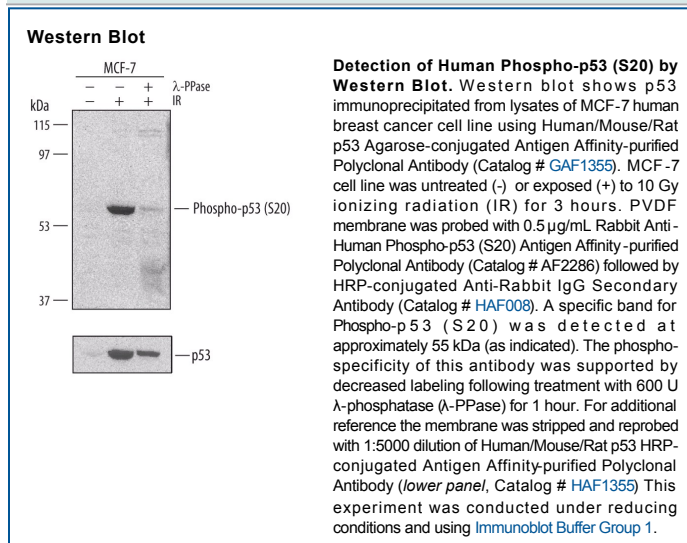 Western Blot
MCF-7
– – + λ-PPase
– + + IR
kDa
115
97
Phospho-p53 (S20)
53
37
p53
Detection of Human Phospho-p53 (S20) by
Western Blot. Western blot shows p53
immunoprecipitated from lysates of MCF-7 human
breast cancer cell line using Human/Mouse/Rat
p53 Agarose-conjugated Antigen Affinity-purified
Polyclonal Antibody (Catalog # GAF1355). MCF-7
cell line was untreated (-) or exposed (+) to 10 Gy
ionizing radiation (IR) for 3 hours. PVDF
membrane was probed with 0.5 µg/mL Rabbit Anti-
Human Phospho-p53 (S20) Antigen Affinity-purified
Polyclonal Antibody (Catalog # AF2286) followed by
HRP-conjugated Anti-Rabbit IgG Secondary
Antibody (Catalog # HAF008). A specific band for
Phospho-p53 (S20) was detected at
approximately 55 kDa (as indicated). The phospho-
specificity of this antibody was supported by
decreased labeling following treatment with 600 U
λ-phosphatase (λ-PPase) for 1 hour. For additional
reference the membrane was stripped and reprobed
with 1:5000 dilution of Human/Mouse/Rat p53 HRP-
conjugated Antigen Affinity-purified Polyclonal
Antibody (lower panel, Catalog # HAF1355) This
experiment was conducted under reducing
conditions and using Immunoblot Buffer Group 1.